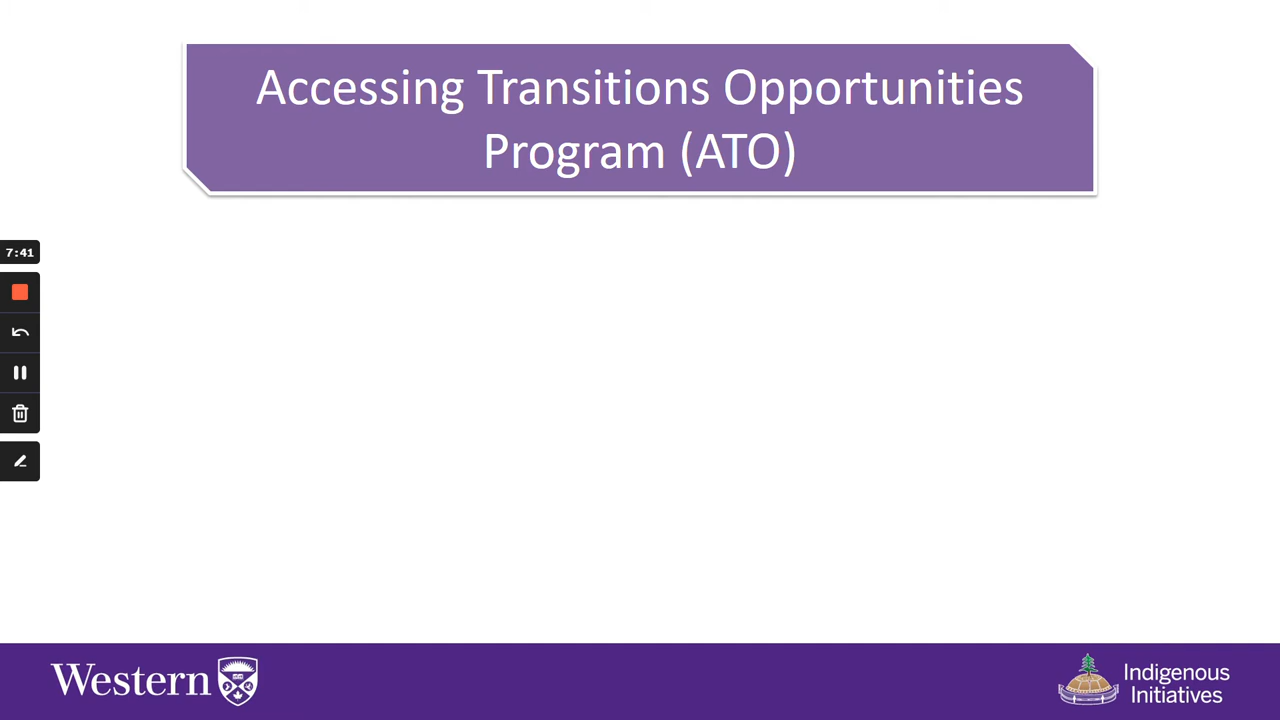 Accessing Transitions Opportunities
Program (ATO)
7:41
Western
Indigenous
Initiatives